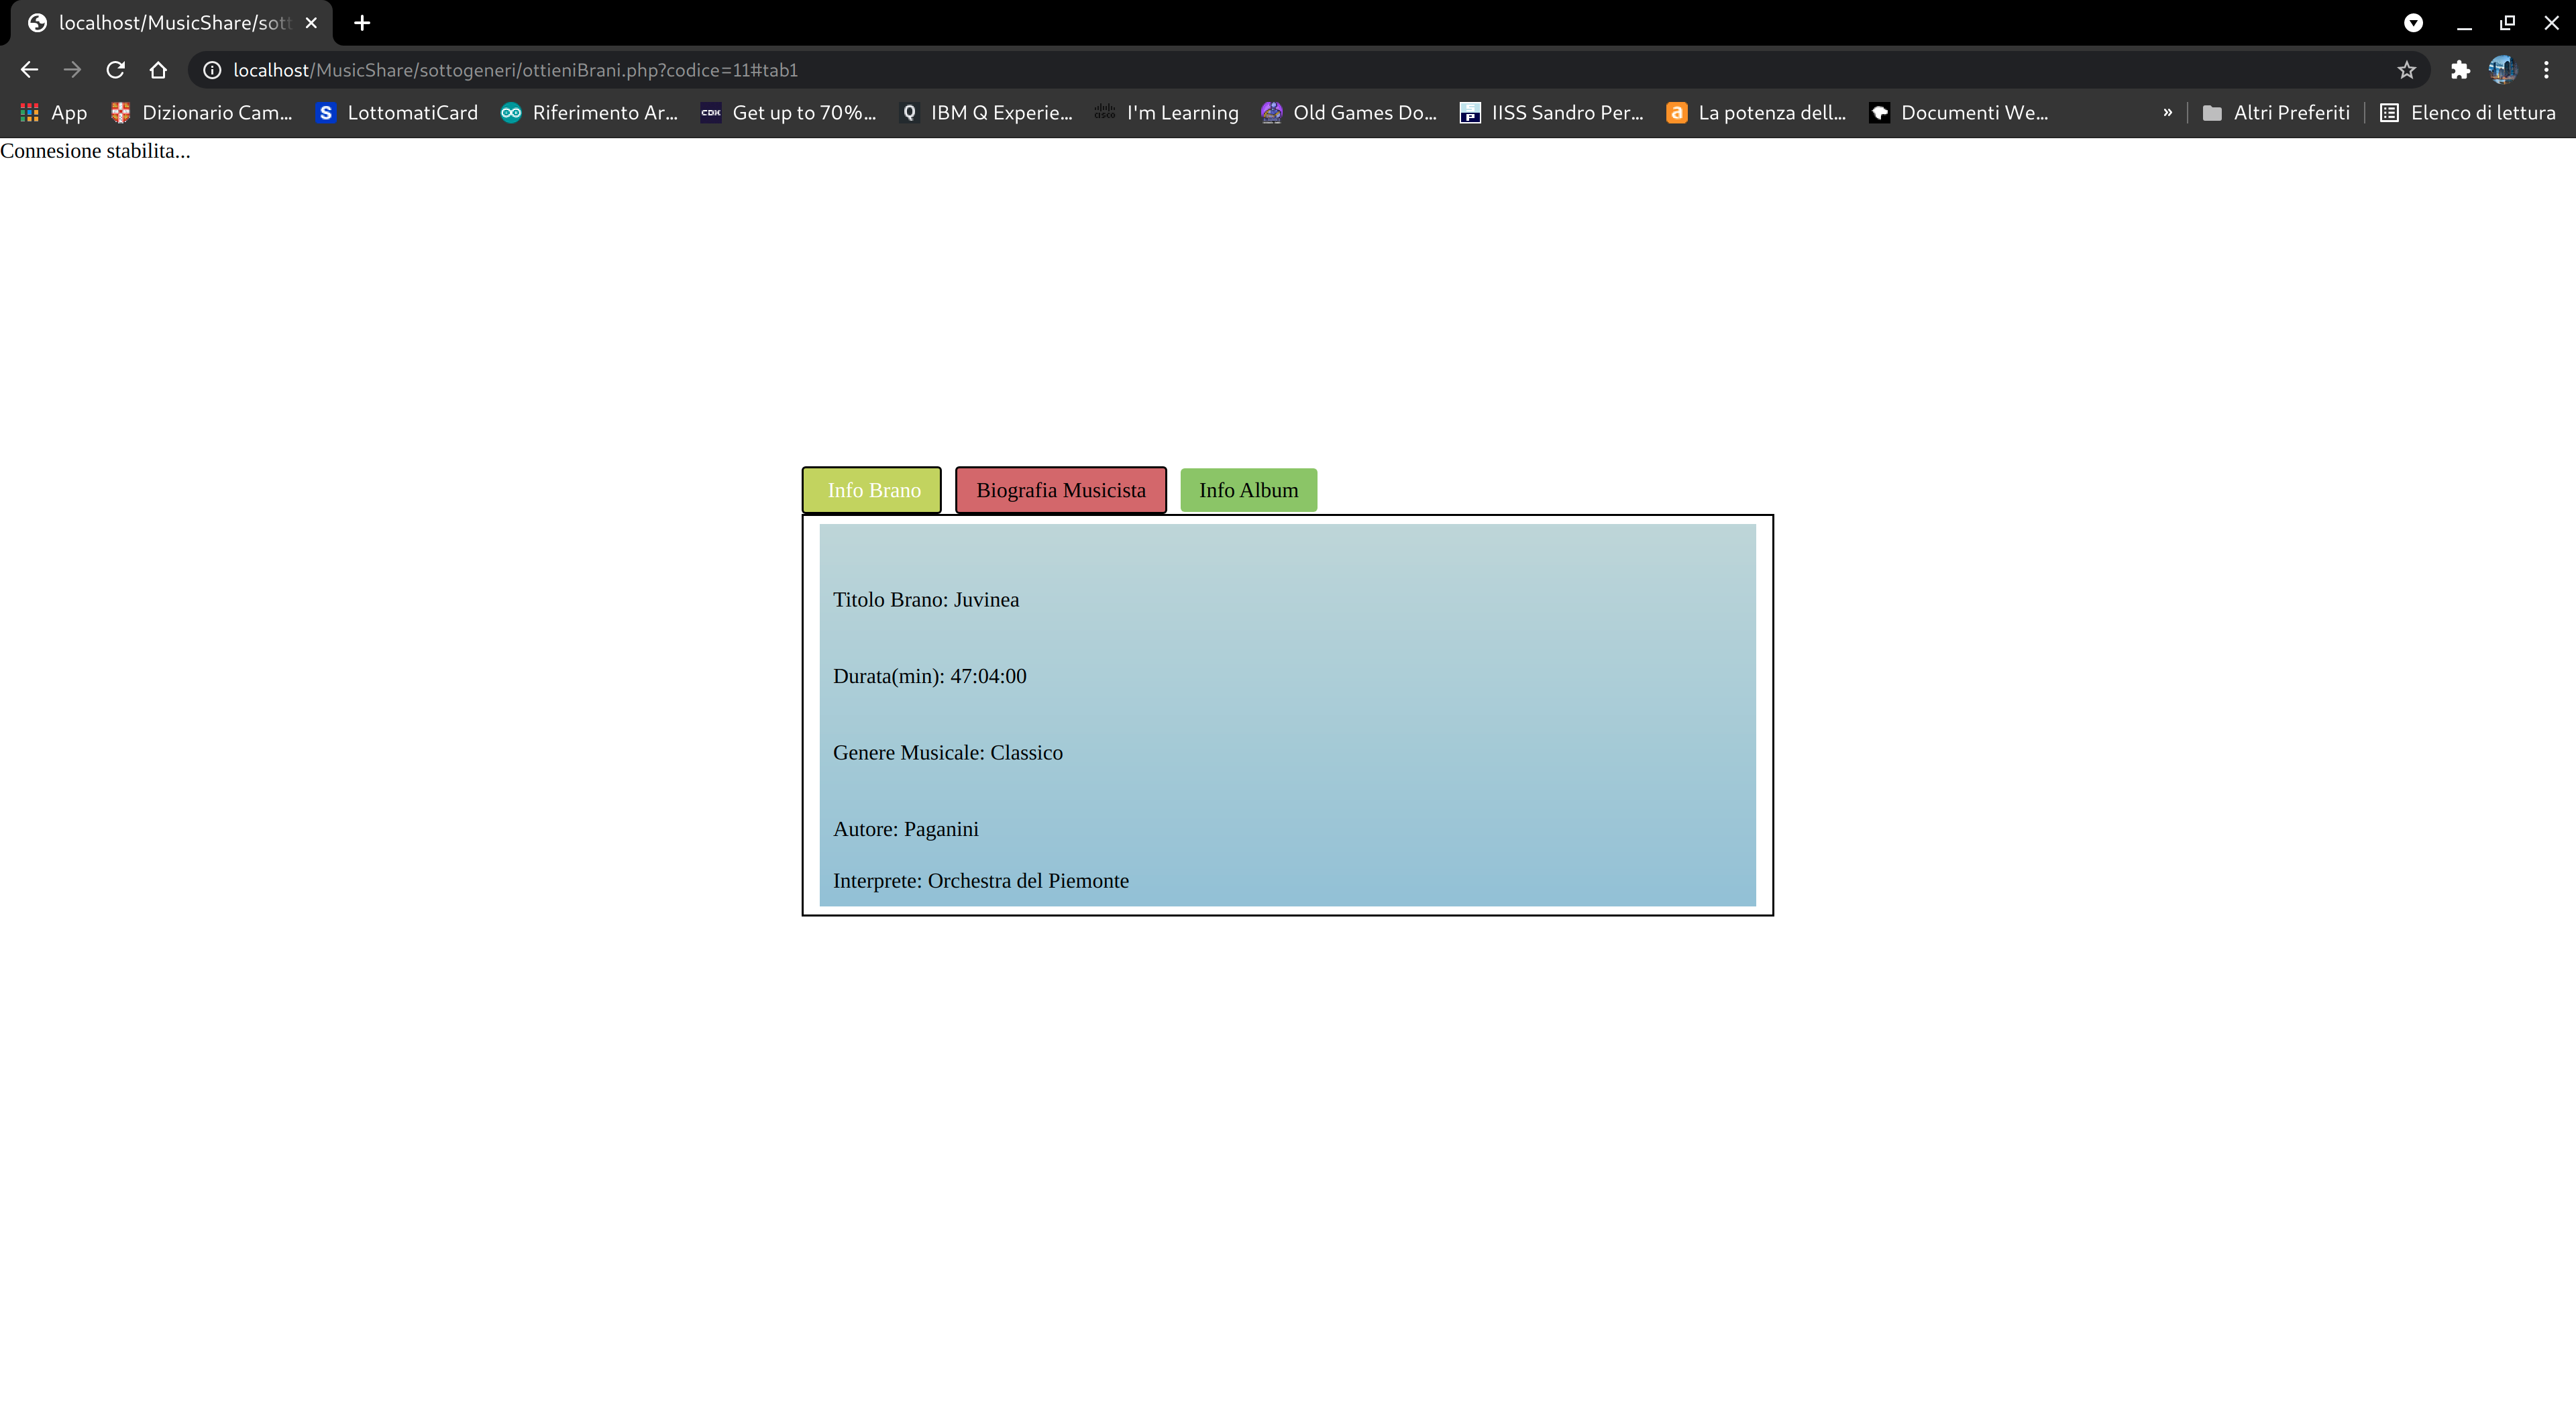 localhost/MusicShare/sott
localhost/MusicShare/sottogeneri/ottieniBrani.php?codice=11#tab1
App Dizionario Cam... S LottomatiCard Riferimento Ar... CDK Get up to 70%... Q IBM Q Experie... cisco I'm Learning Old Games Do... SP IISS Sandro Per... a La potenza dell... Documenti We... » Altri Preferiti Elenco di lettura
Connesione stabilita...
Info Brano Biografia Musicista Info Album
Titolo Brano: Juvinea
Durata(min): 47:04:00
Genere Musicale: Classico
Autore: Paganini
Interprete: Orchestra del Piemonte